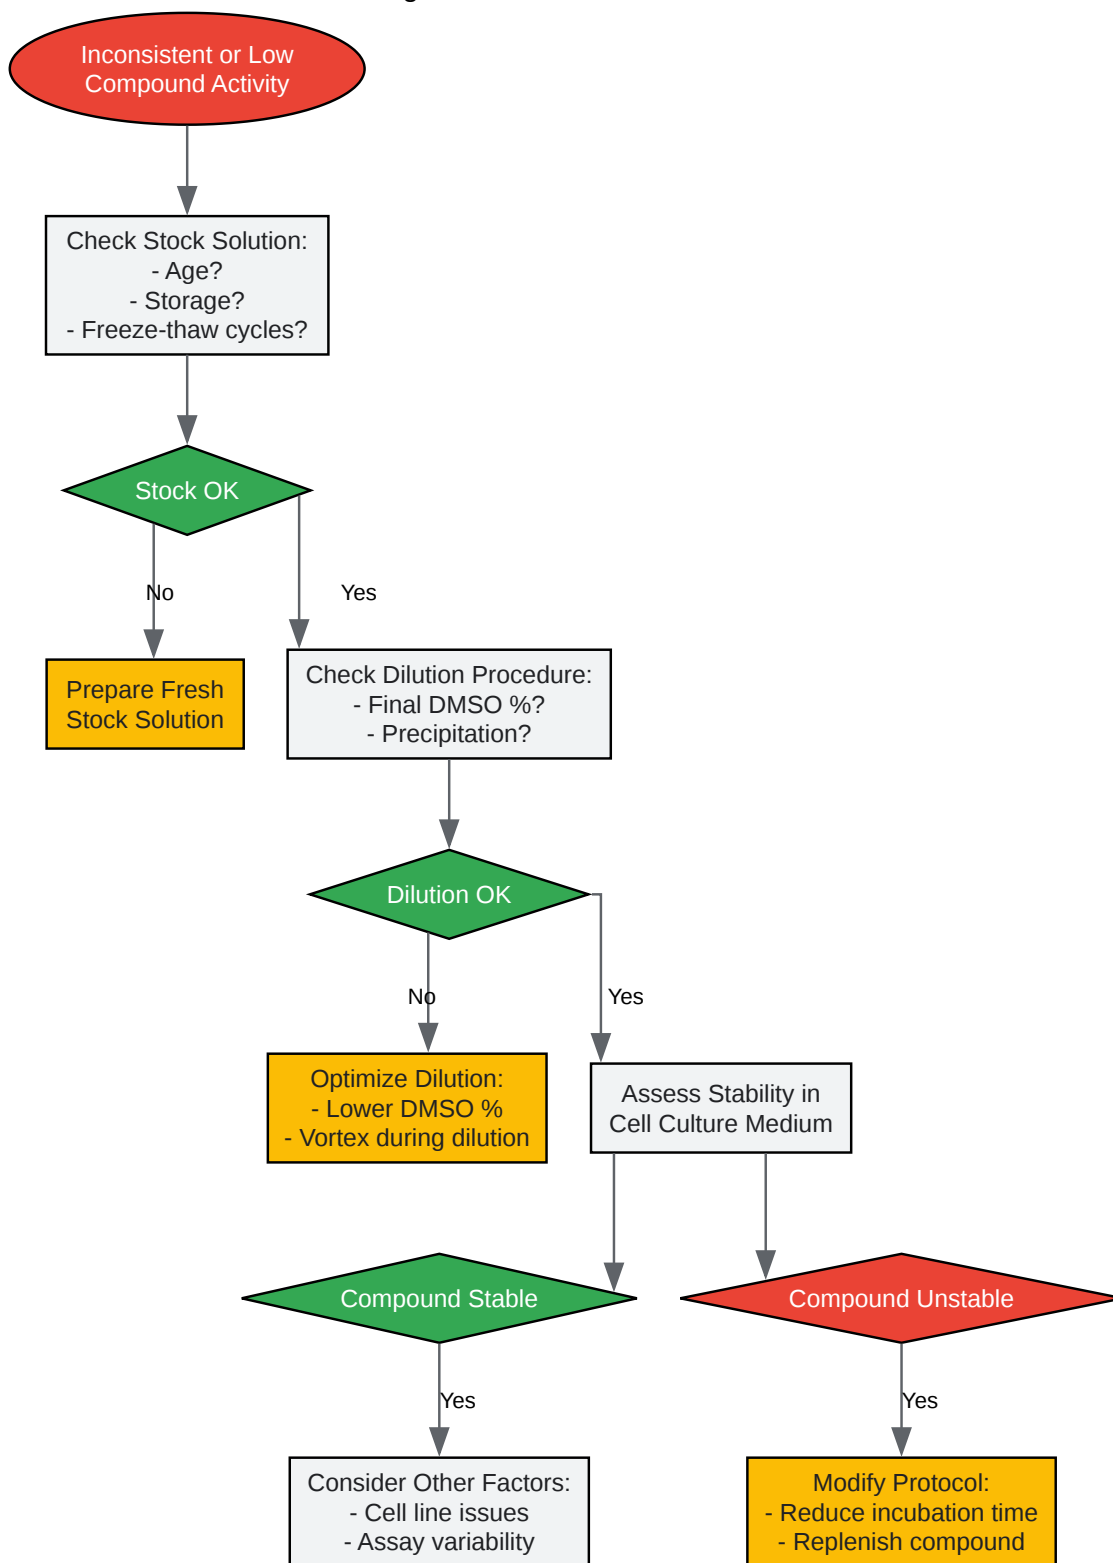 Inconsistent or Low
Compound Activity
Check Stock Solution:
- Age?
- Storage?
- Freeze-thaw cycles?
Stock OK
No
Yes
Prepare Fresh
Stock Solution
Check Dilution Procedure:
- Final DMSO %?
- Precipitation?
Dilution OK
No
Yes
Optimize Dilution:
- Lower DMSO %
- Vortex during dilution
Assess Stability in
Cell Culture Medium
Compound Stable
Compound Unstable
Yes
Yes
Consider Other Factors:
- Cell line issues
- Assay variability
Modify Protocol:
- Reduce incubation time
- Replenish compound